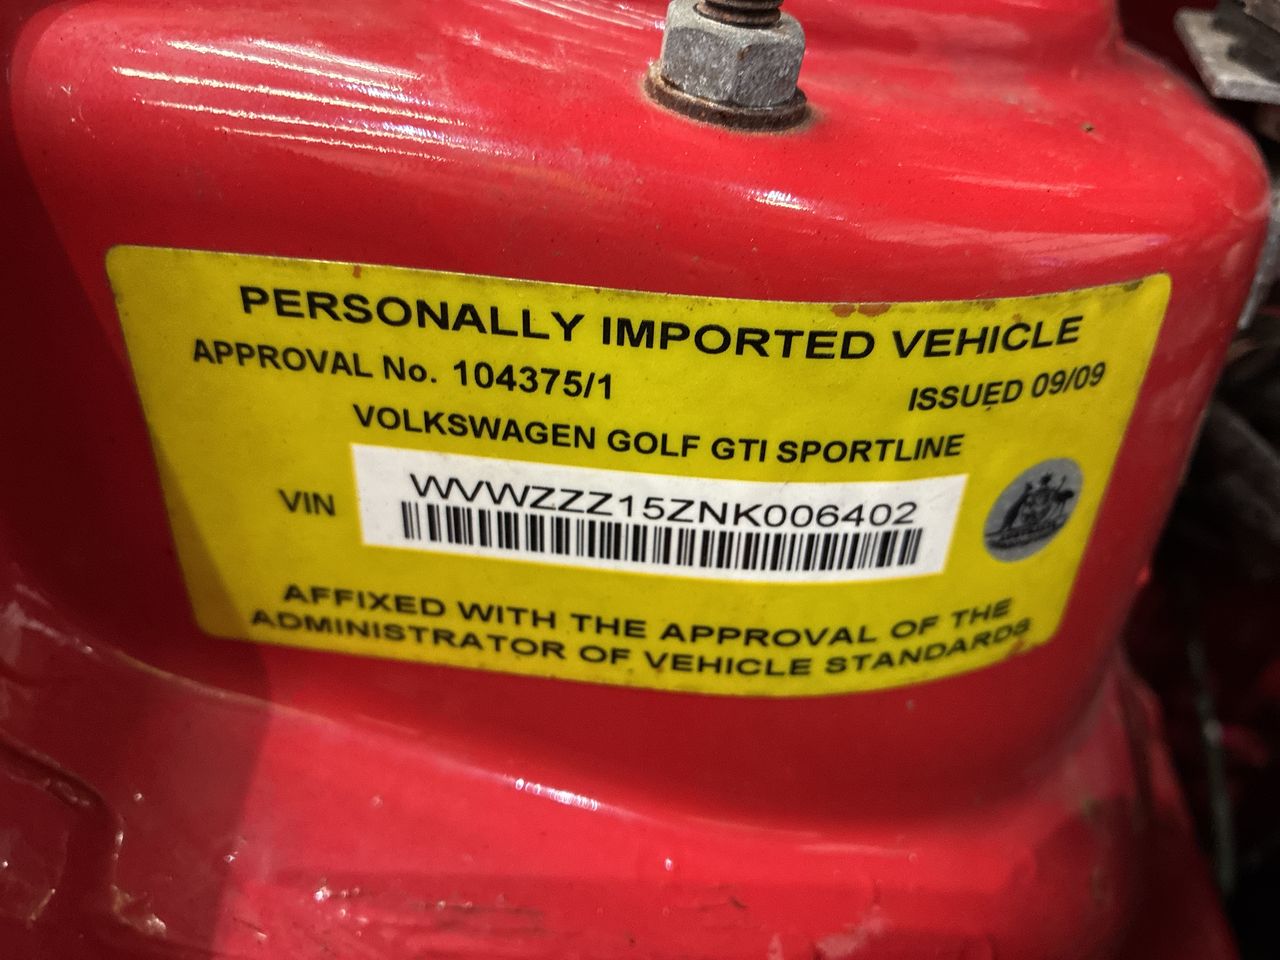 PERSONALLY IMPORTED VEHICLE
APPROVAL No. 104375/1 ISSUED 09/09
VOLKSWAGEN GOLF GTI SPORTLINE
VIN WVWZZZ15ZNK006402
AFFIXED WITH THE APPROVAL OF THE
ADMINISTRATOR OF VEHICLE STANDARDS